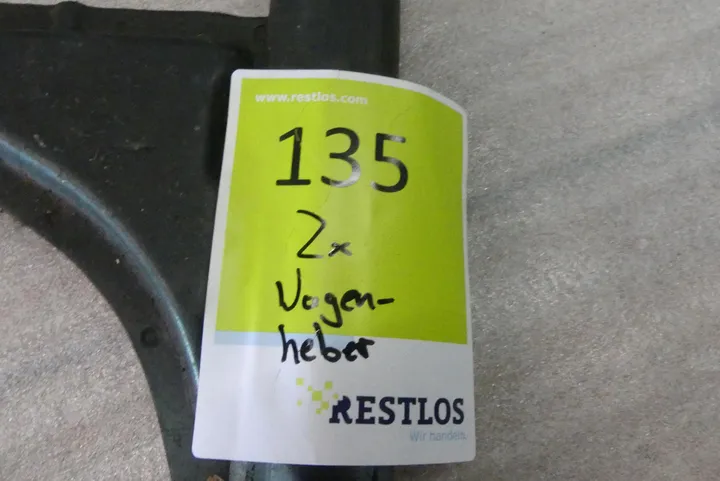 www.restlos.com
135
2x
Wagen-
heber
RESTLOS
Wir handeln.